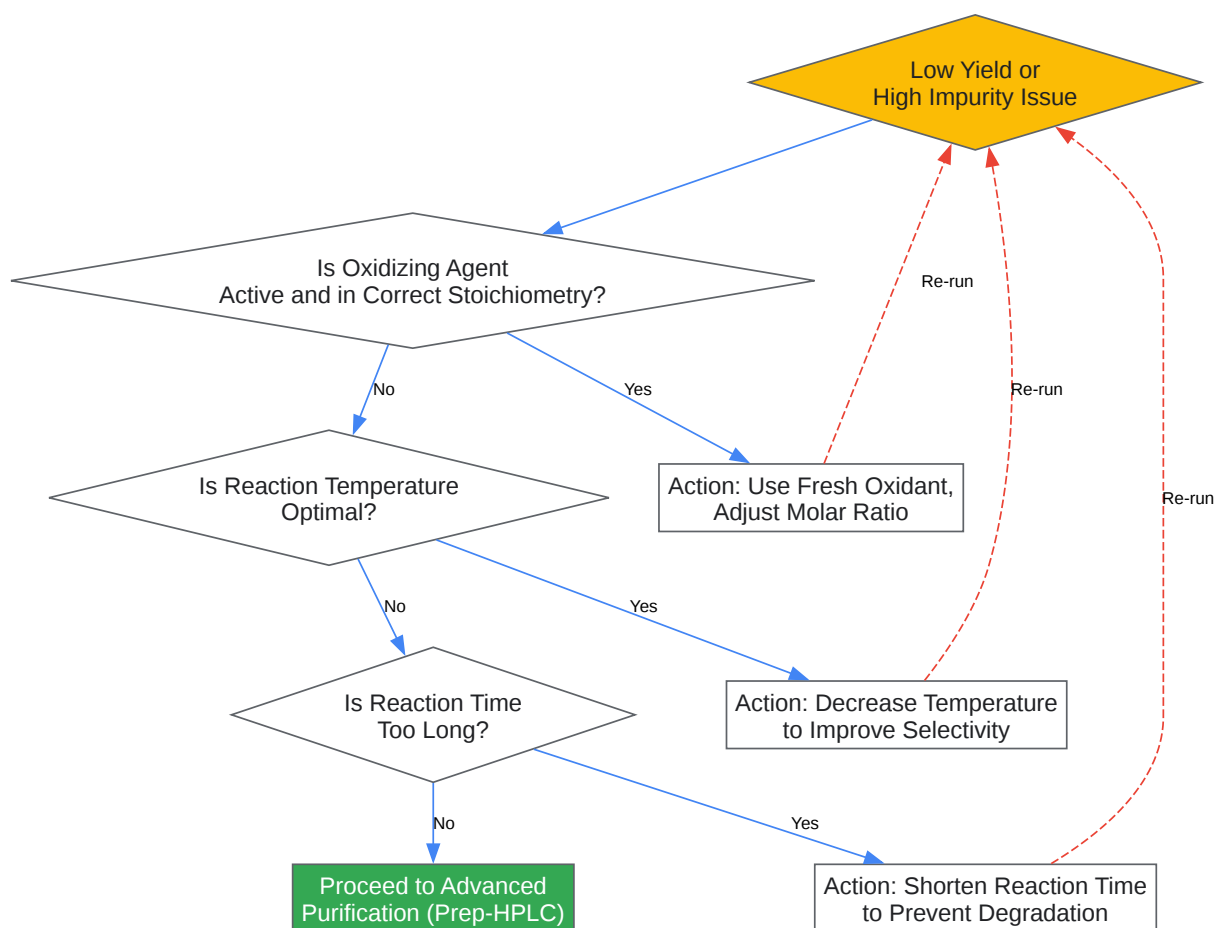 Low Yield or
High Impurity Issue
Is Oxidizing Agent
Active and in Correct Stoichiometry?
Re-run
No
Yes
Re-run
Is Reaction Temperature
Optimal?
Action: Use Fresh Oxidant,
Adjust Molar Ratio
Re-run
No
Yes
Is Reaction Time
Too Long?
Action: Decrease Temperature
to Improve Selectivity
No
Yes
Proceed to Advanced
Purification (Prep-HPLC)
Action: Shorten Reaction Time
to Prevent Degradation